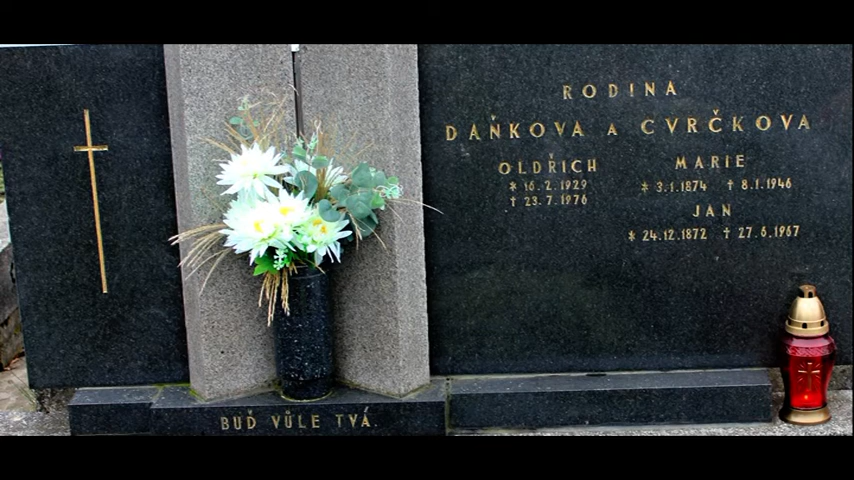 RODINA
DAŇKOVA A CVRČKOVA
OLDŘICH
* 16.2.1929
† 23.7.1976
MARIE
* 3.1.1874 † 8.1.1946
JAN
* 24.12.1872 † 27.6.1967
BUĎ VŮLE TVÁ.